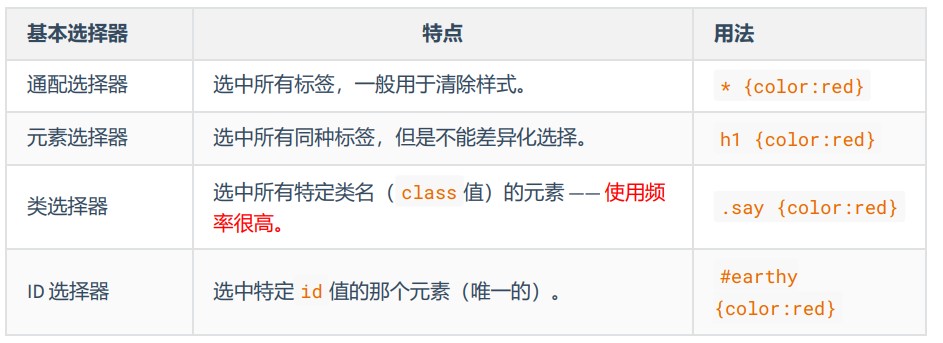 基本选择器 特点 用法
通配选择器 选中所有标签，一般用于清除样式。 * {color:red}
元素选择器 选中所有同种标签，但是不能差异化选择。 h1 {color:red}
类选择器 选中所有特定类名（ class 值）的元素 —— 使用频
率很高。 .say {color:red}
ID 选择器 选中特定 id 值的那个元素（唯一的）。 #earthy
{color:red}